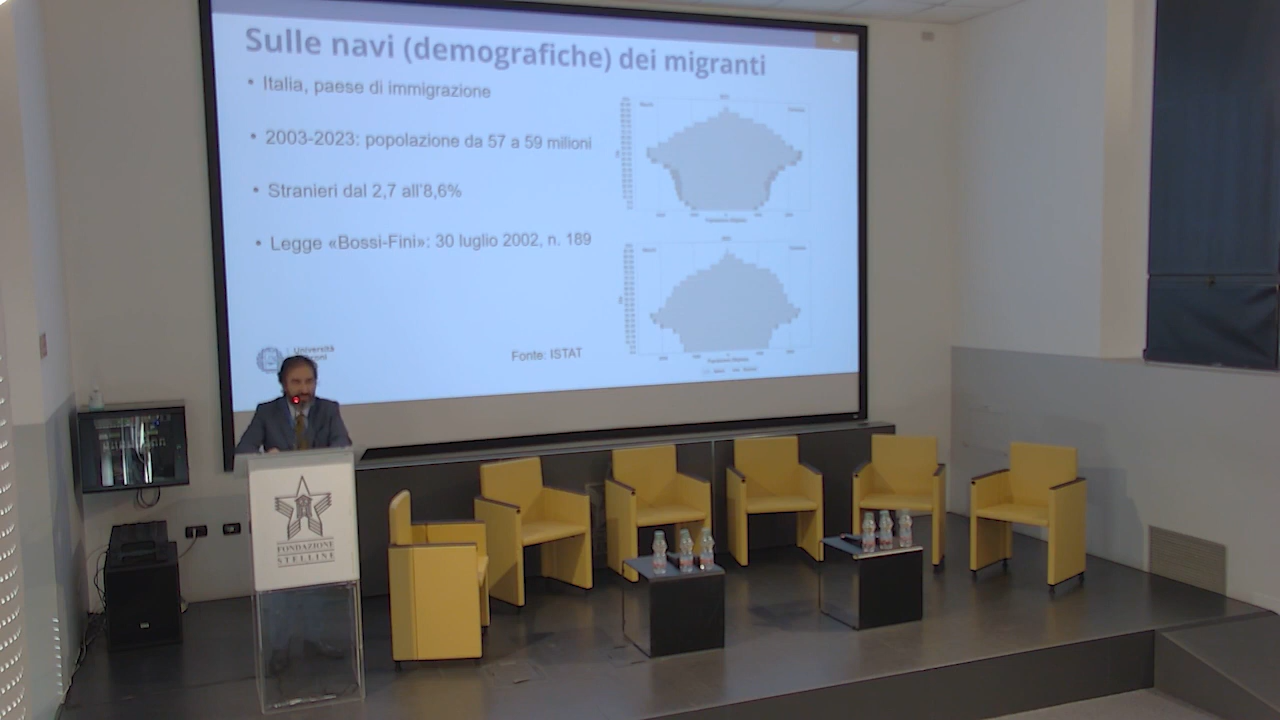 Sulle navi (demografiche) dei migranti
• Italia, paese di immigrazione
• 2003-2023: popolazione da 57 a 59 milioni
• Stranieri dal 2,7 all'8,6%
• Legge «Bossi-Fini»: 30 luglio 2002, n. 189
Università
Fonte: ISTAT
FONDAZIONE
STELLINE